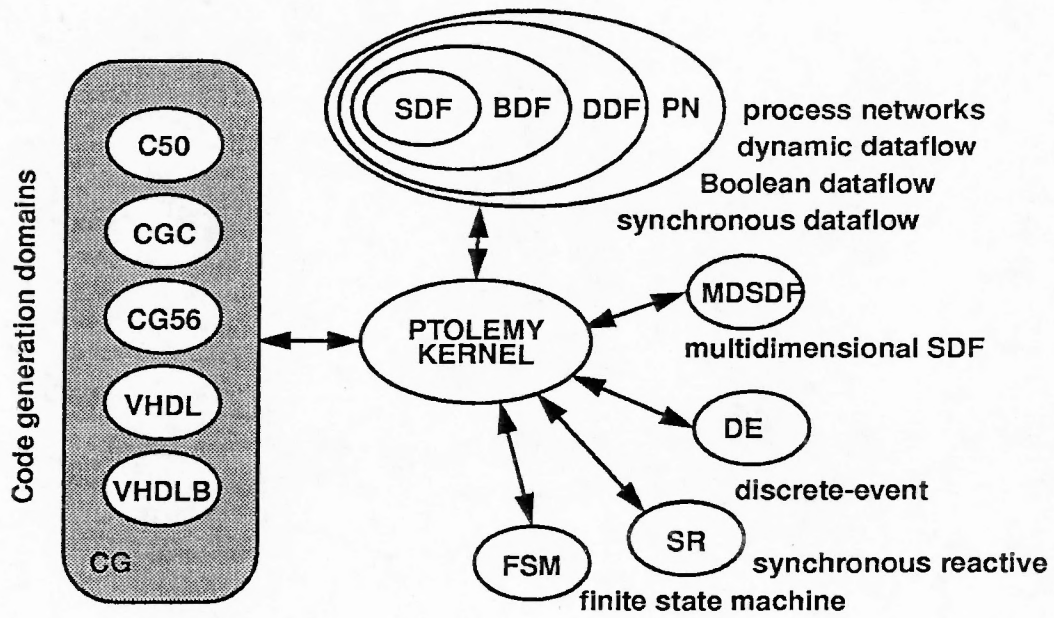 SDF BDF DDF PN
process networks
dynamic dataflow
Boolean dataflow
synchronous dataflow
Code generation domains
C50
CGC
CG56
VHDL
VHDLB
CG
PTOLEMY
KERNEL
MDSDF
multidimensional SDF
DE
discrete-event
SR
synchronous reactive
FSM
finite state machine